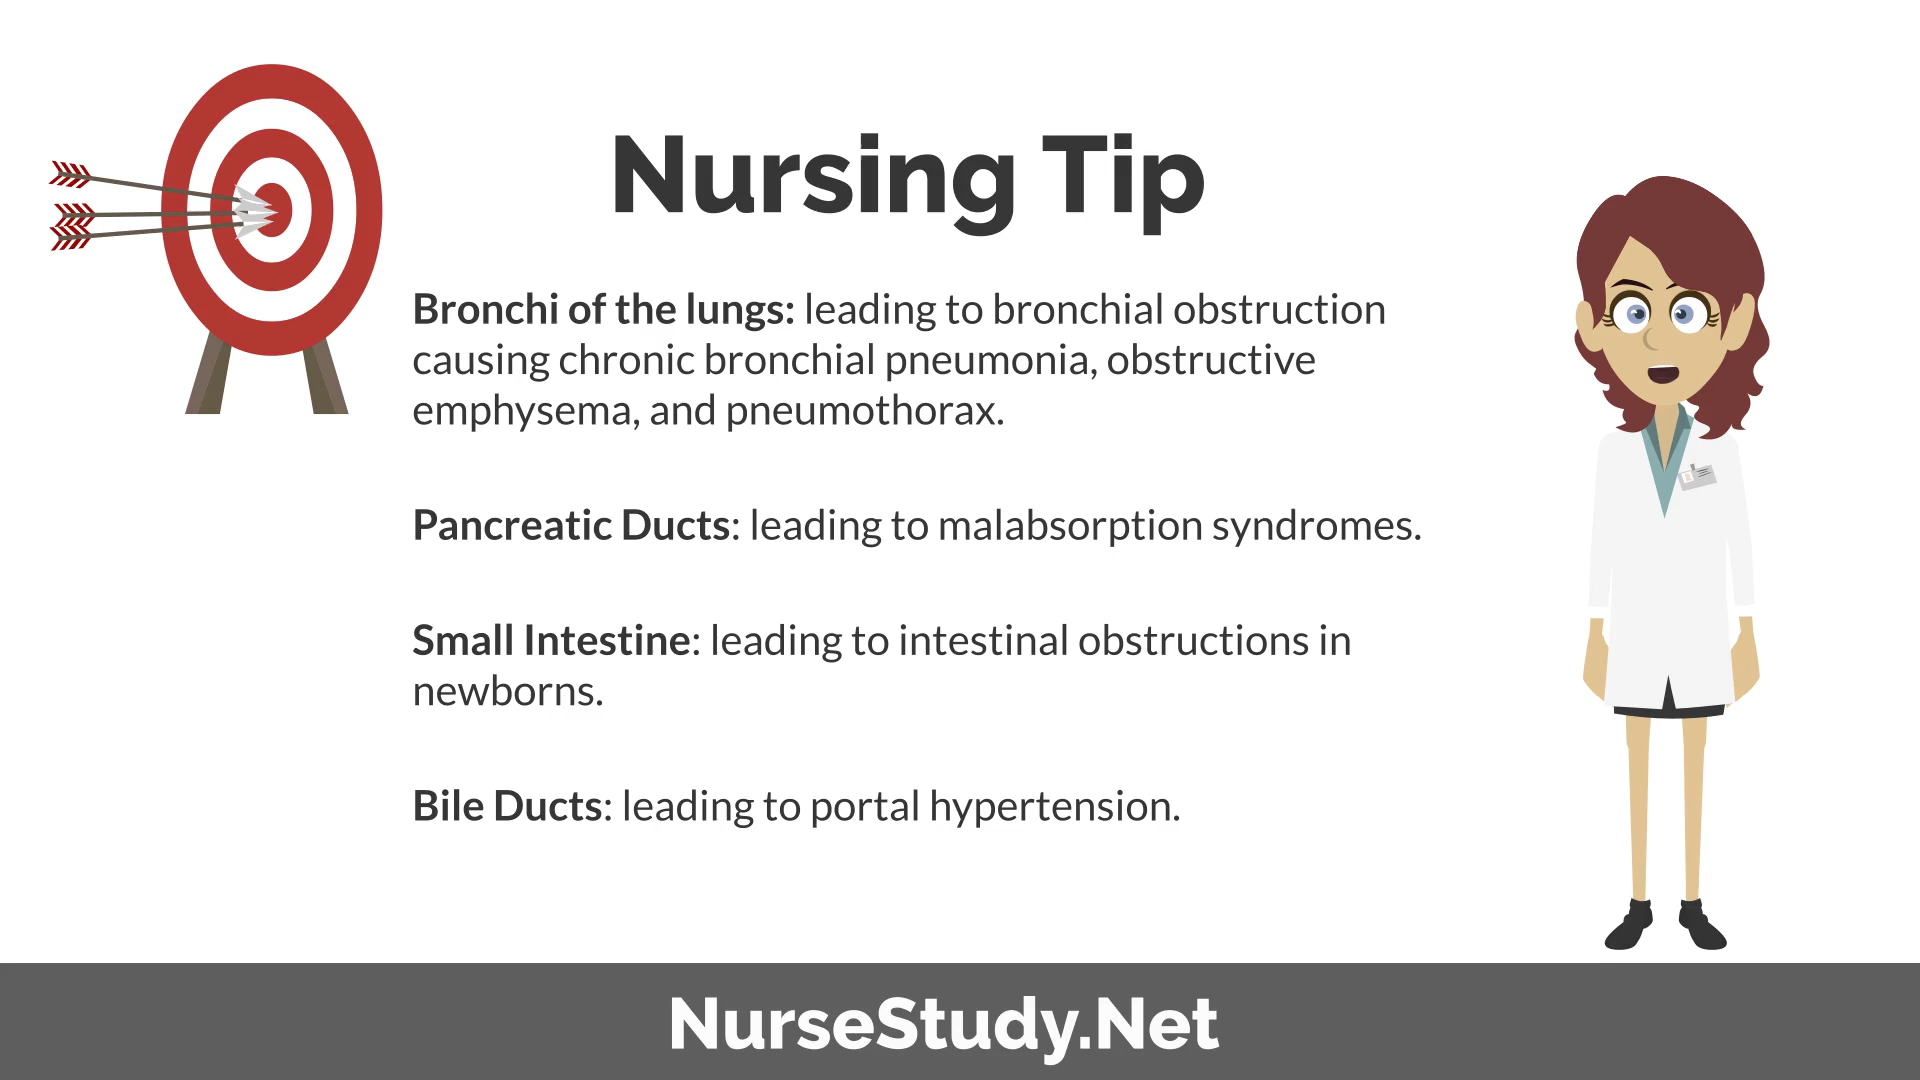 Nursing Tip
Bronchi of the lungs: leading to bronchial obstruction
causing chronic bronchial pneumonia, obstructive
emphysema, and pneumothorax.
Pancreatic Ducts: leading to malabsorption syndromes.
Small Intestine: leading to intestinal obstructions in
newborns.
Bile Ducts: leading to portal hypertension.
NurseStudy.Net